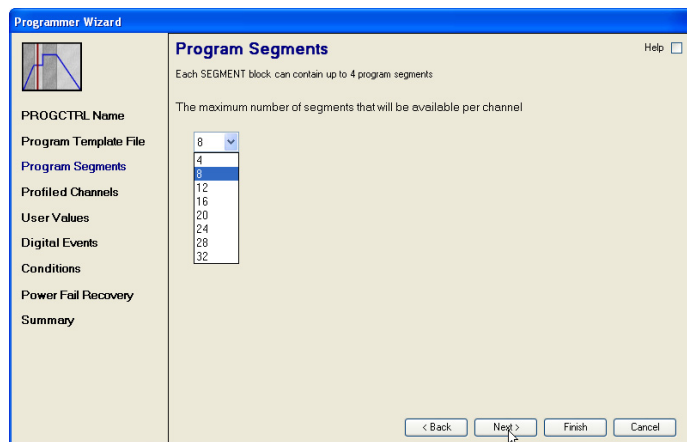 Programmer Wizard
Program Segments
Help
Each SEGMENT block can contain up to 4 program segments
The maximum number of segments that will be available per channel
8
4
8
12
16
20
24
28
32
PROGCTRL Name
Program Template File
Program Segments
Profiled Channels
User Values
Digital Events
Conditions
Power Fail Recovery
Summary
< Back
Next >
Finish
Cancel